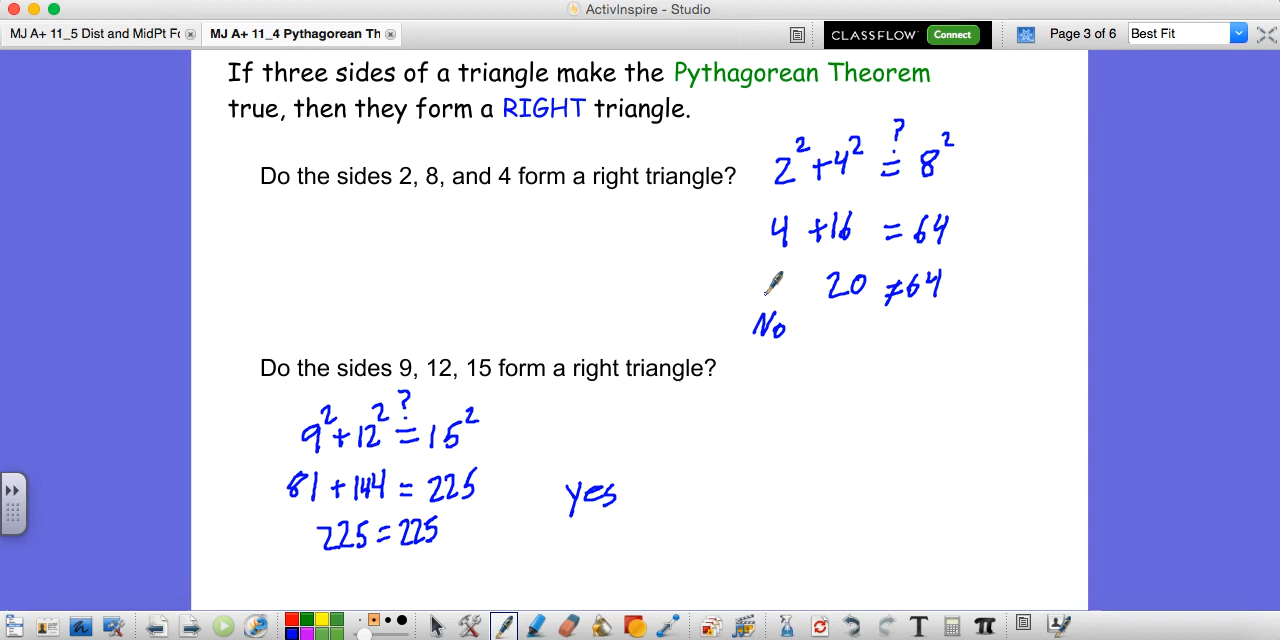 ActivInspire - Studio
MJ A+ 11_5 Dist and MidPt Fo
MJ A+ 11_4 Pythagorean Th
CLASSFLOW Connect
Page 3 of 6
Best Fit
If three sides of a triangle make the Pythagorean Theorem
true, then they form a RIGHT triangle.
Do the sides 2, 8, and 4 form a right triangle?
2² + 4² ≟ 8²
4 + 16 = 64
20 ≠ 64
No
Do the sides 9, 12, 15 form a right triangle?
9² + 12² ≟ 15²
81 + 144 = 225
yes
225 = 225